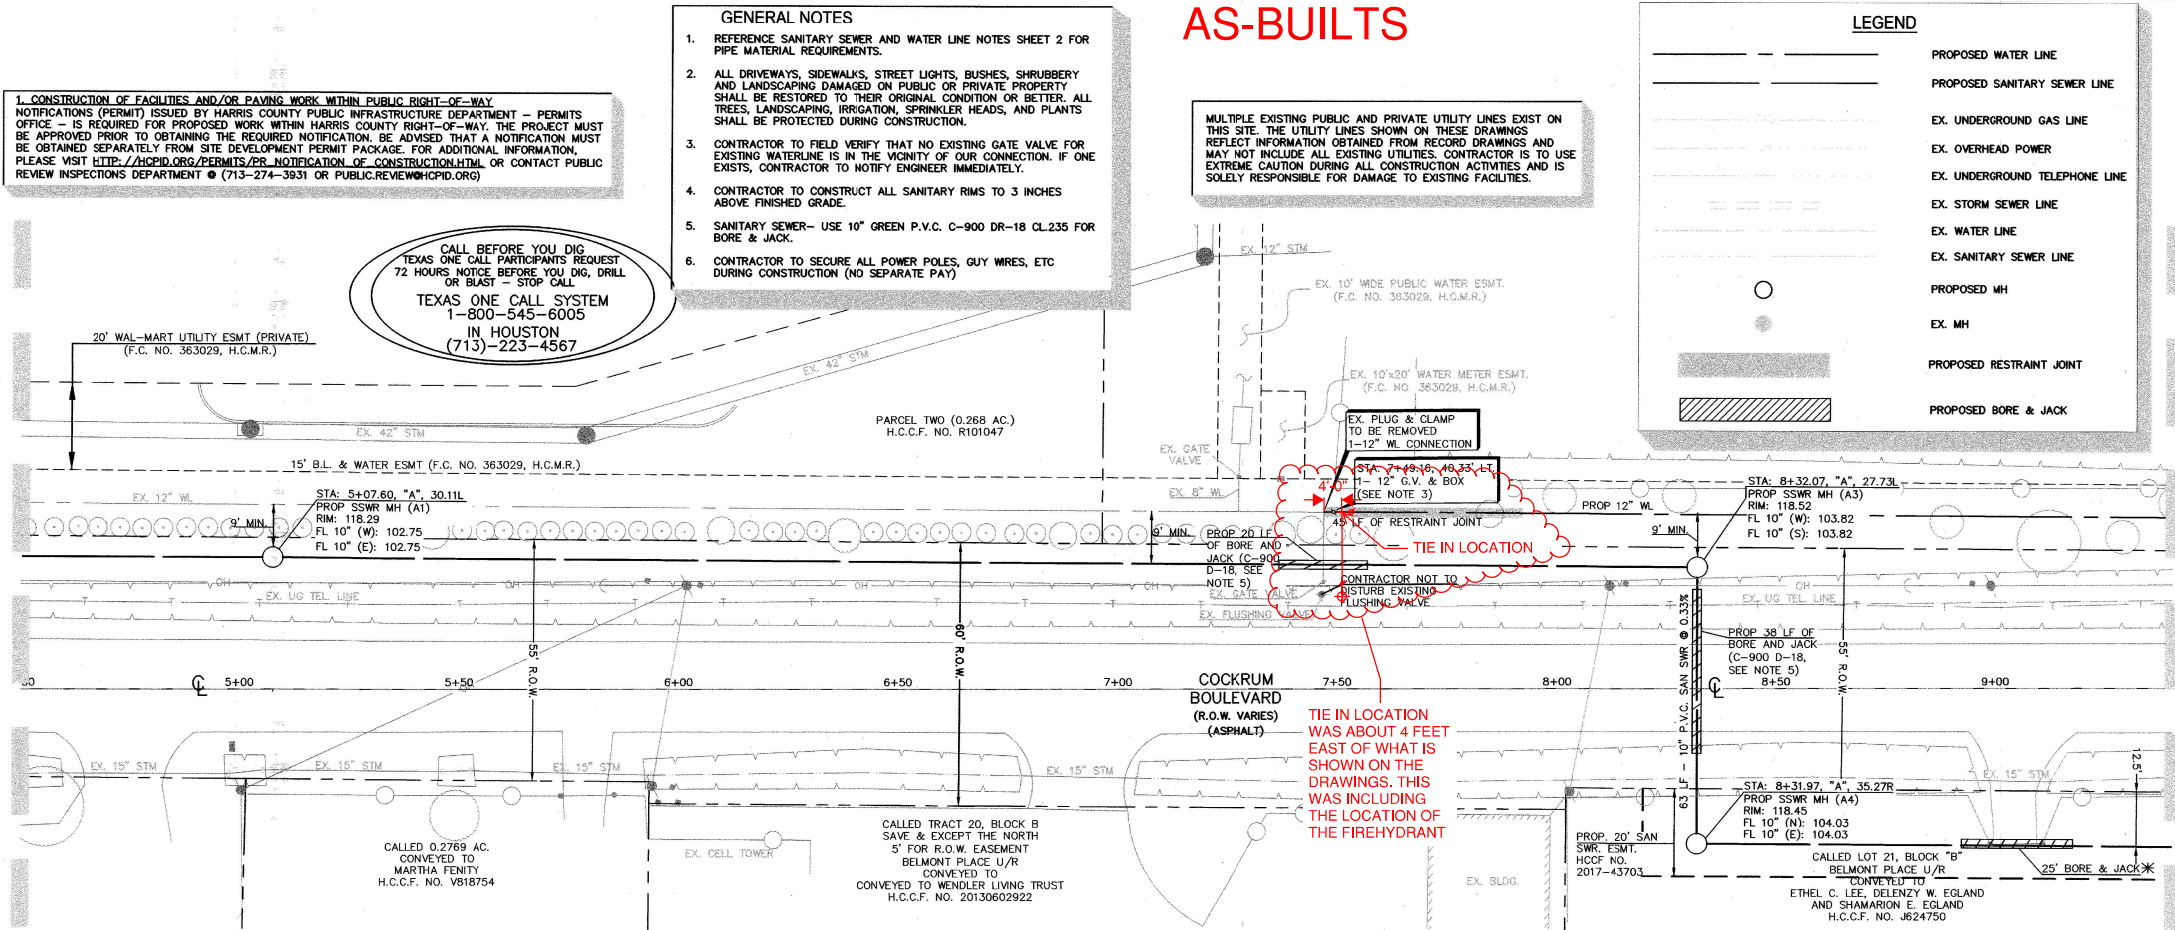 AS-BUILTS
GENERAL NOTES
1. REFERENCE SANITARY SEWER AND WATER LINE NOTES SHEET 2 FOR
PIPE MATERIAL REQUIREMENTS.
2. ALL DRIVEWAYS, SIDEWALKS, STREET LIGHTS, BUSHES, SHRUBBERY
AND LANDSCAPING DAMAGED ON PUBLIC OR PRIVATE PROPERTY
SHALL BE RESTORED TO THEIR ORIGINAL CONDITION OR BETTER. ALL
TREES, LANDSCAPING, IRRIGATION, SPRINKLER HEADS, AND PLANTS
SHALL BE PROTECTED DURING CONSTRUCTION.
3. CONTRACTOR TO FIELD VERIFY THAT NO EXISTING GATE VALVE FOR
EXISTING WATERLINE IS IN THE VICINITY OF OUR CONNECTION. IF ONE
EXISTS, CONTRACTOR TO NOTIFY ENGINEER IMMEDIATELY.
4. CONTRACTOR TO CONSTRUCT ALL SANITARY RIMS TO 3 INCHES
ABOVE FINISHED GRADE.
5. SANITARY SEWER- USE 10" GREEN P.V.C. C-900 DR-18 CL.235 FOR
BORE & JACK.
6. CONTRACTOR TO SECURE ALL POWER POLES, GUY WIRES, ETC
DURING CONSTRUCTION (NO SEPARATE PAY)
1. CONSTRUCTION OF FACILITIES AND/OR PAVING WORK WITHIN PUBLIC RIGHT-OF-WAY
NOTIFICATIONS (PERMIT) ISSUED BY HARRIS COUNTY PUBLIC INFRASTRUCTURE DEPARTMENT - PERMITS
OFFICE - IS REQUIRED FOR PROPOSED WORK WITHIN HARRIS COUNTY RIGHT-OF-WAY. THE PROJECT MUST
BE APPROVED PRIOR TO OBTAINING THE REQUIRED NOTIFICATION. BE ADVISED THAT A NOTIFICATION MUST
BE OBTAINED SEPARATELY FROM SITE DEVELOPMENT PERMIT PACKAGE. FOR ADDITIONAL INFORMATION,
PLEASE VISIT HTTP://HCPID.ORG/PERMITS/PR_NOTIFICATION_OF_CONSTRUCTION.HTML OR CONTACT PUBLIC
REVIEW INSPECTIONS DEPARTMENT @ (713-274-3931 OR PUBLIC.REVIEW@HCPID.ORG)
MULTIPLE EXISTING PUBLIC AND PRIVATE UTILITY LINES EXIST ON
THIS SITE. THE UTILITY LINES SHOWN ON THESE DRAWINGS
REFLECT INFORMATION OBTAINED FROM RECORD DRAWINGS AND
MAY NOT INCLUDE ALL EXISTING UTILITIES. CONTRACTOR IS TO USE
EXTREME CAUTION DURING ALL CONSTRUCTION ACTIVITIES AND IS
SOLELY RESPONSIBLE FOR DAMAGE TO EXISTING FACILITIES.
LEGEND
PROPOSED WATER LINE
PROPOSED SANITARY SEWER LINE
EX. UNDERGROUND GAS LINE
EX. OVERHEAD POWER
EX. UNDERGROUND TELEPHONE LINE
EX. STORM SEWER LINE
EX. WATER LINE
EX. SANITARY SEWER LINE
PROPOSED MH
EX. MH
PROPOSED RESTRAINT JOINT
PROPOSED BORE & JACK
CALL BEFORE YOU DIG
TEXAS ONE CALL PARTICIPANTS REQUEST
72 HOURS NOTICE BEFORE YOU DIG, DRILL
OR BLAST - STOP CALL
TEXAS ONE CALL SYSTEM
1-800-545-6005
IN HOUSTON
(713)-223-4567
20' WAL-MART UTILITY ESMT (PRIVATE)
(F.C. NO. 363029, H.C.M.R.)
EX. 12" STM
EX. 10' WIDE PUBLIC WATER ESMT.
(F.C. NO. 363029, H.C.M.R.)
EX. 42" STM
EX. 10'x20' WATER METER ESMT.
(F.C. NO. 363029, H.C.M.R.)
EX. 42" STM
PARCEL TWO (0.268 AC.)
H.C.C.F. NO. R101047
EX. PLUG & CLAMP
TO BE REMOVED
1-12" WL CONNECTION
EX. GATE
VALVE
15' B.L. & WATER ESMT (F.C. NO. 363029, H.C.M.R.)
STA: 7+49.16, 40.33' LT
1- 12" G.V. & BOX
(SEE NOTE 3)
4'-0"
EX. 12" WL
EX. 8" WL
STA: 5+07.60, "A", 30.11L
PROP SSWR MH (A1)
RIM: 118.29
FL 10" (W): 102.75
FL 10" (E): 102.75
9' MIN.
STA: 8+32.07, "A", 27.73L
PROP SSWR MH (A3)
RIM: 118.52
FL 10" (W): 103.82
FL 10" (S): 103.82
PROP 12" WL
9' MIN.
45 LF OF RESTRAINT JOINT
9' MIN.
PROP 20 LF
OF BORE AND
JACK (C-900
D-18, SEE
NOTE 5)
TIE IN LOCATION
CONTRACTOR NOT TO
DISTURB EXISTING
FLUSHING VALVE
EX. GATE VALVE
EX. FLUSHING VALVE
OH
OH
OH
OH
OH
EX. UG TEL. LINE
EX. UG TEL. LINE
55' R.O.W.
60' R.O.W.
55' R.O.W.
63 LF - 10" P.V.C. SAN SWR @ 0.33%
PROP 38 LF OF
BORE AND JACK
(C-900 D-18,
SEE NOTE 5)
5+00
5+50
6+00
6+50
7+00
7+50
8+00
8+50
9+00
COCKRUM
BOULEVARD
(R.O.W. VARIES)
(ASPHALT)
TIE IN LOCATION
WAS ABOUT 4 FEET
EAST OF WHAT IS
SHOWN ON THE
DRAWINGS. THIS
WAS INCLUDING
THE LOCATION OF
THE FIREHYDRANT
EX. 15" STM
EX. 15" STM
EX. 15" STM
EX. 15" STM
EX. 15" STM
12.5'
STA: 8+31.97, "A", 35.27R
PROP SSWR MH (A4)
RIM: 118.45
FL 10" (N): 104.03
FL 10" (E): 104.03
CALLED 0.2769 AC.
CONVEYED TO
MARTHA FENITY
H.C.C.F. NO. V818754
EX. CELL TOWER
CALLED TRACT 20, BLOCK B
SAVE & EXCEPT THE NORTH
5' FOR R.O.W. EASEMENT
BELMONT PLACE U/R
CONVEYED TO
CONVEYED TO WENDLER LIVING TRUST
H.C.C.F. NO. 20130602922
EX. BLDG.
PROP. 20' SAN
SWR. ESMT.
HCCF NO.
2017-43703
CALLED LOT 21, BLOCK "B"
BELMONT PLACE U/R
CONVEYED TO
ETHEL C. LEE, DELENZY W. EGLAND
AND SHAMARION E. EGLAND
H.C.C.F. NO. J624750
25' BORE & JACK